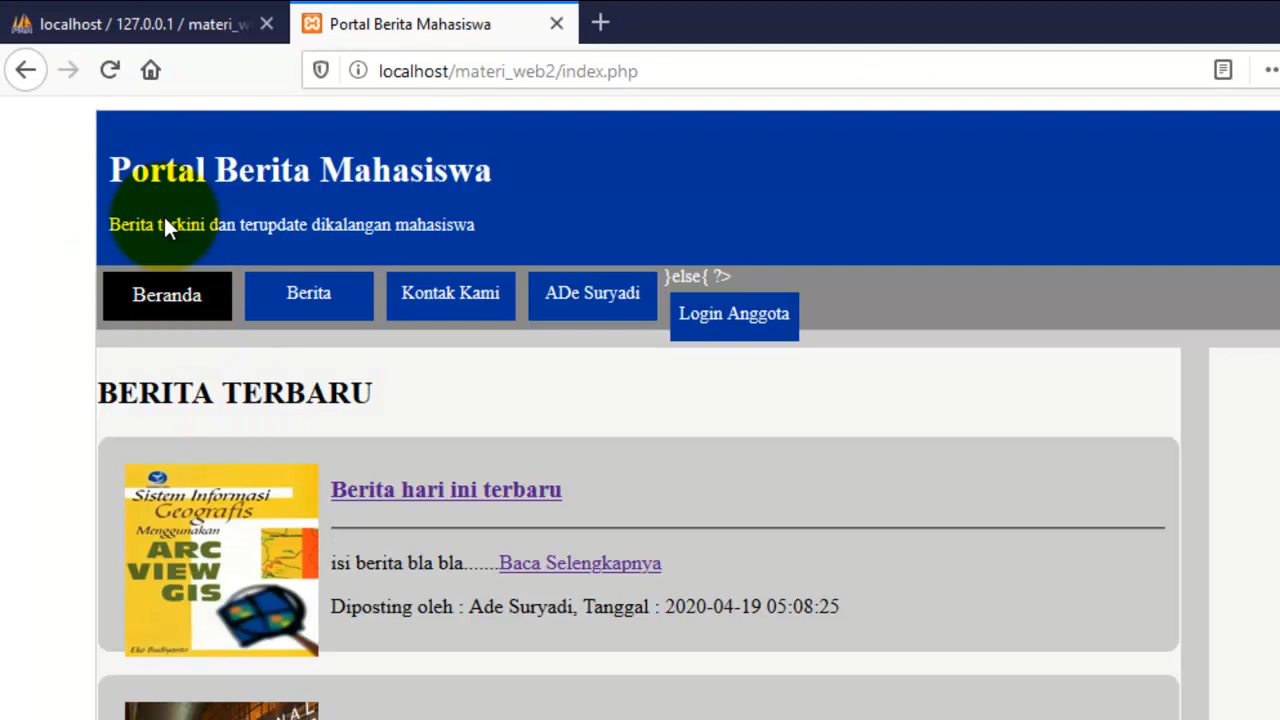 localhost / 127.0.0.1 / materi_w
Portal Berita Mahasiswa
localhost/materi_web2/index.php
Portal Berita Mahasiswa
Berita terkini dan terupdate dikalangan mahasiswa
Beranda
Berita
Kontak Kami
ADe Suryadi
}else{ ?>
Login Anggota
BERITA TERBARU
Sistem Informasi
Geografis
Menggunakan
ARC
VIEW
GIS
Eko Budiyanto
Berita hari ini terbaru
isi berita bla bla.......Baca Selengkapnya
Diposting oleh : Ade Suryadi, Tanggal : 2020-04-19 05:08:25